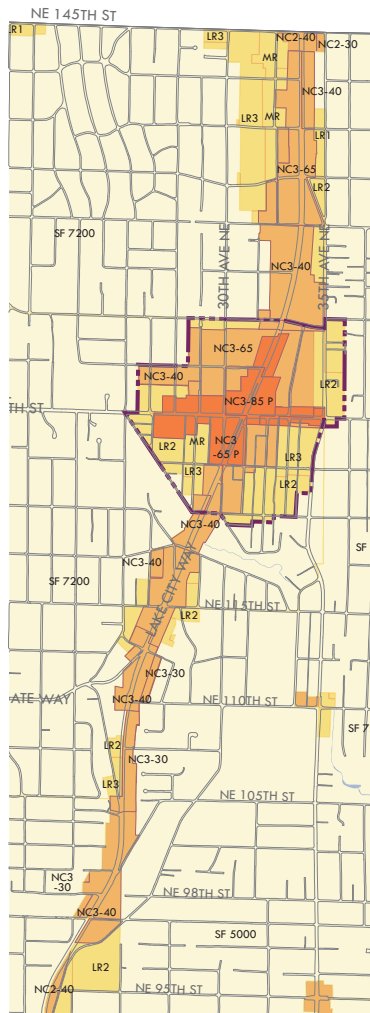 NE 145TH ST
LR1
LR3
NC2-40
NC2-30
MR
NC3-40
LR3
MR
LR1
NC3-65
LR2
SF 7200
30TH AVE NE
35TH AVE NE
NC3-40
NC3-65
NC3-40
LR2
NC3-85 P
TH ST
LR2
MR
NC3
-65 P
LR3
LR3
LR2
NC3-40
SF
NC3-40
SF 7200
LAKE CITY WAY
NE 115TH ST
LR2
NC3-30
ATE WAY
NC3-40
NE 110TH ST
SF 7
LR2
NC3-30
LR3
NE 105TH ST
NC3
-30
NE 98TH ST
NC3-40
SF 5000
LR2
NC2-40
NE 95TH ST